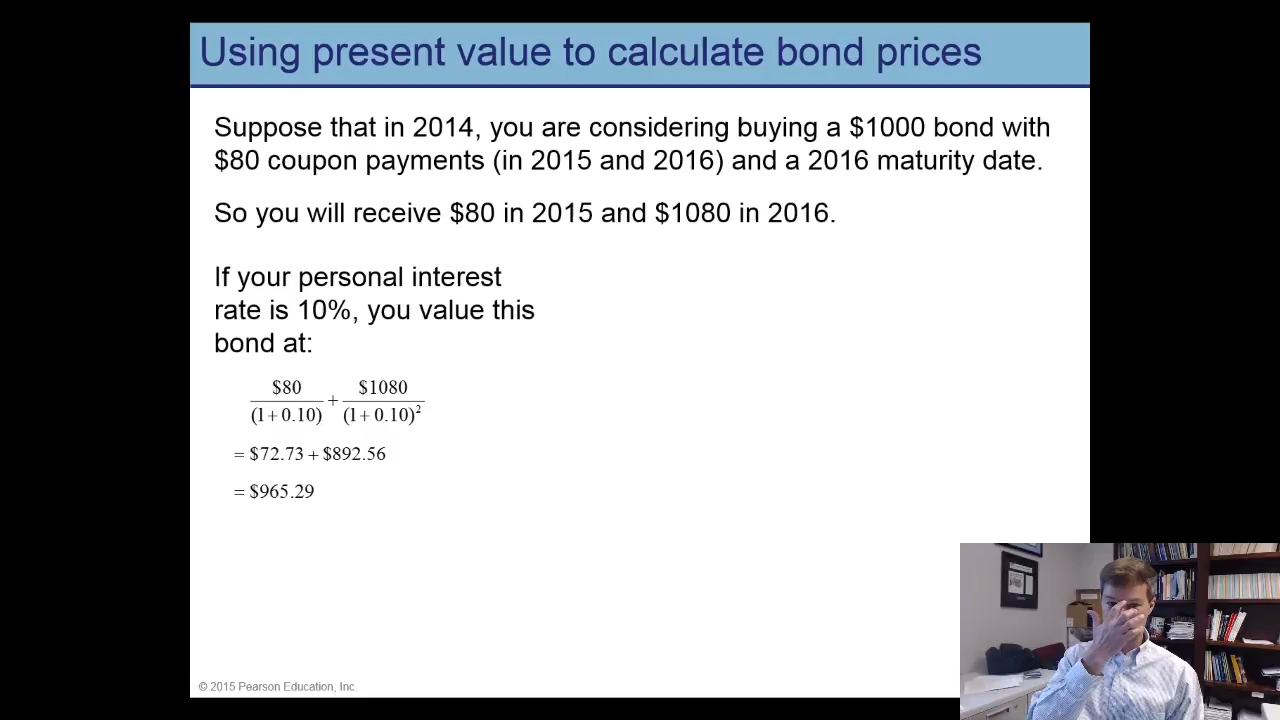 Using present value to calculate bond prices
Suppose that in 2014, you are considering buying a $1000 bond with
$80 coupon payments (in 2015 and 2016) and a 2016 maturity date.
So you will receive $80 in 2015 and $1080 in 2016.
If your personal interest
rate is 10%, you value this
bond at:
$80 / (1 + 0.10) + $1080 / (1 + 0.10)²
= $72.73 + $892.56
= $965.29
© 2015 Pearson Education, Inc.